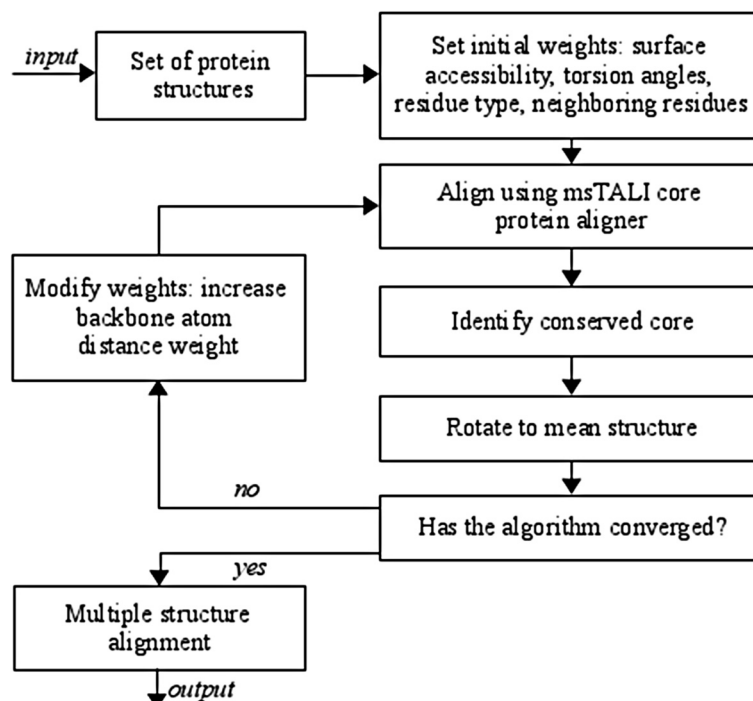 input
Set of protein
structures
Set initial weights: surface
accessibility, torsion angles,
residue type, neighboring residues
Align using msTALI core
protein aligner
Modify weights: increase
backbone atom
distance weight
Identify conserved core
Rotate to mean structure
no
Has the algorithm converged?
yes
Multiple structure
alignment
output